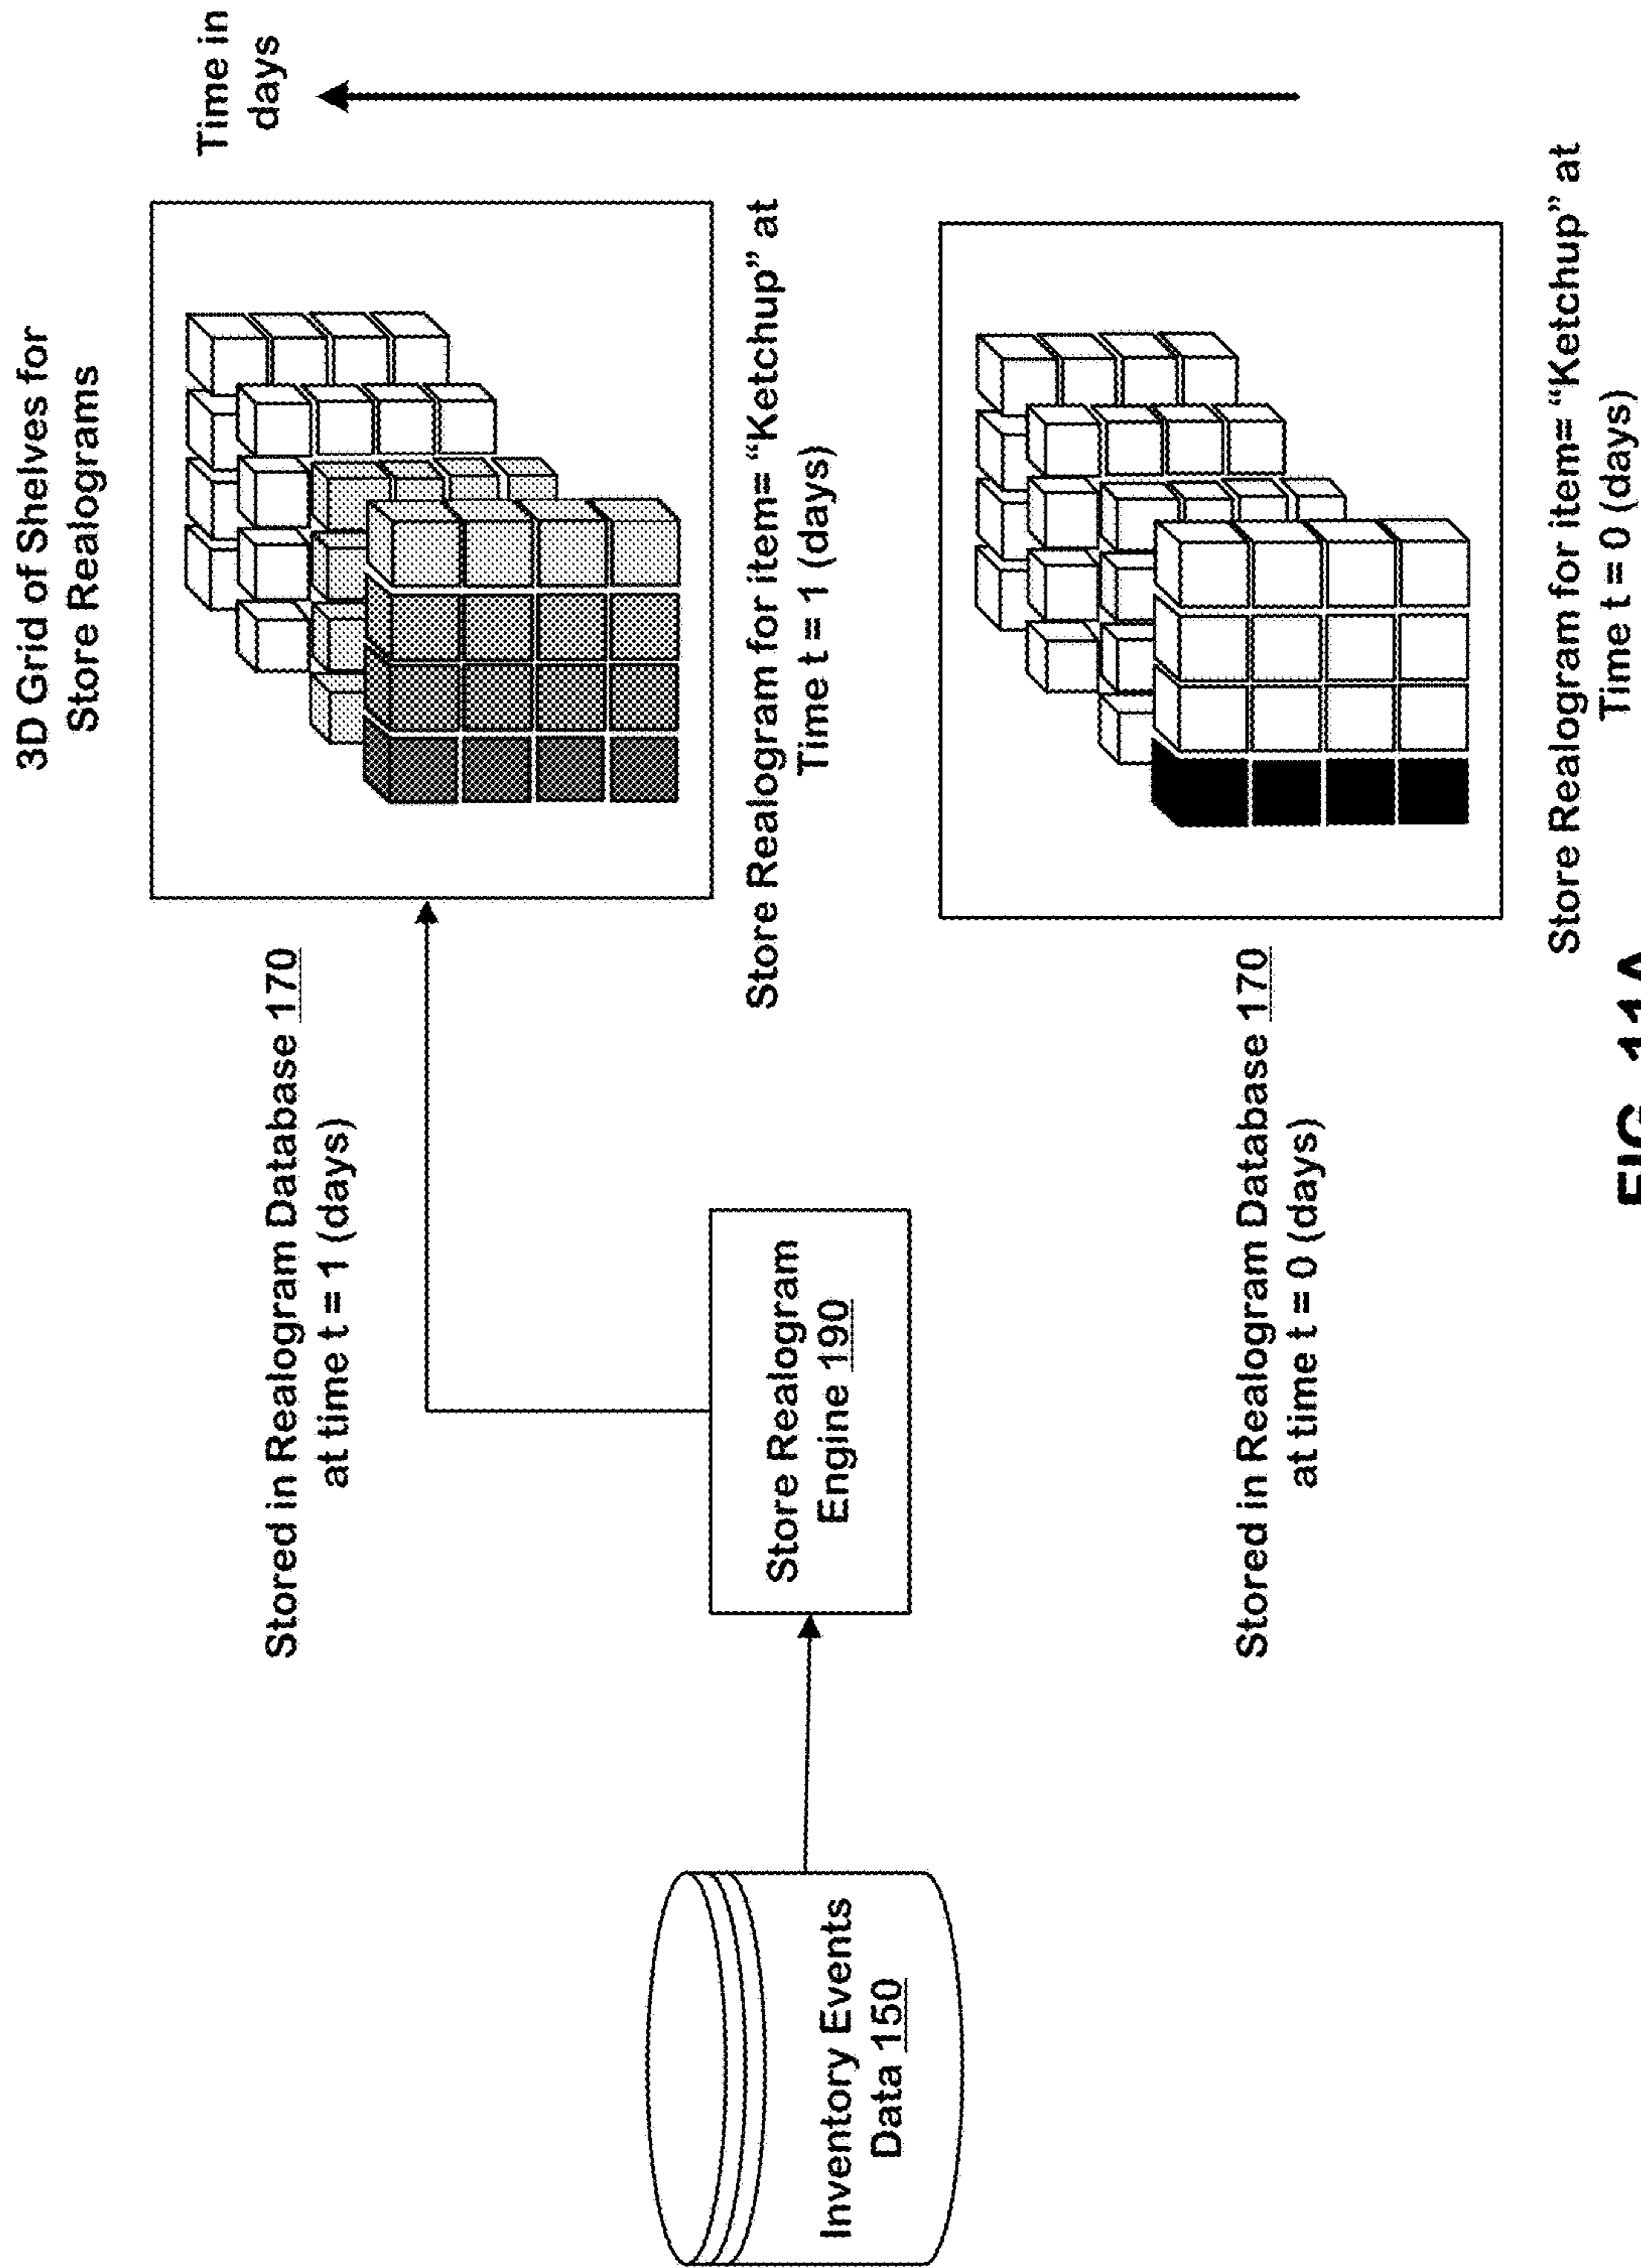 3D Grid of Shelves for
Store Realograms
Time in
days
Stored in Realogram Database 170
at time t = 1 (days)
Store Realogram for item= “Ketchup” at
Time t = 1 (days)
Store Realogram
Engine 190
Inventory Events
Data 150
Stored in Realogram Database 170
at time t = 0 (days)
Store Realogram for item= “Ketchup” at
Time t = 0 (days)
FIG. 11A